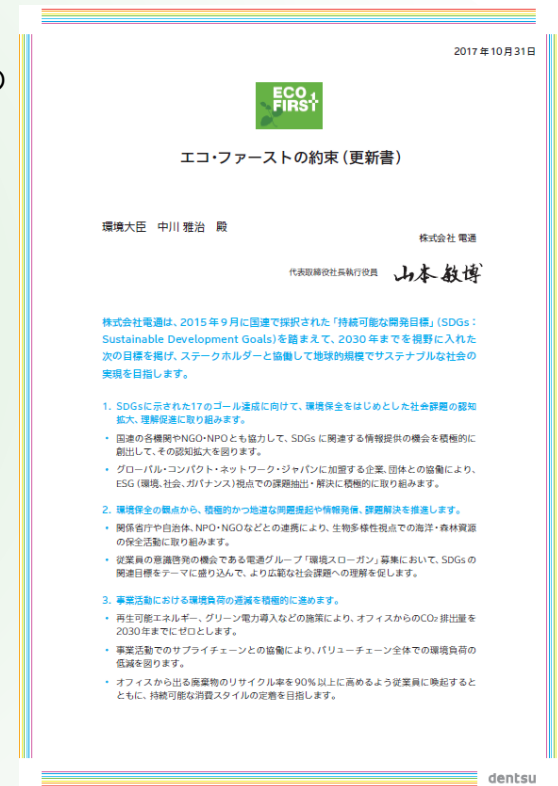 2017年10月31日
ECO
FIRST
エコ・ファーストの約束（更新書）
環境大臣　中川 雅治　殿
株式会社 電通
代表取締役社長執行役員　山本敏博
株式会社電通は、2015年9月に国連で採択された「持続可能な開発目標」（SDGs：
Sustainable Development Goals）を踏まえて、2030年までを視野に入れた
次の目標を掲げ、ステークホルダーと協働して地球的規模でサステナブルな社会の
実現を目指します。
1. SDGsに示された17のゴール達成に向けて、環境保全をはじめとした社会課題の認知
拡大、理解促進に取り組みます。
・ 国連の各機関やNGO・NPOとも協力して、SDGs に関連する情報提供の機会を積極的に
創出して、その認知拡大を図ります。
・ グローバル・コンパクト・ネットワーク・ジャパンに加盟する企業、団体との協働により、
ESG（環境、社会、ガバナンス）視点での課題抽出・解決に積極的に取り組みます。
2. 環境保全の観点から、積極的かつ地道な問題提起や情報発信、課題解決を推進します。
・ 関係省庁や自治体、NPO・NGOなどとの連携により、生物多様性視点での海洋・森林資源
の保全活動に取り組みます。
・ 従業員の意識啓発の機会である電通グループ「環境スローガン」募集において、SDGs の
関連目標をテーマに盛り込んで、より広範な社会課題への理解を促します。
3. 事業活動における環境負荷の逓減を積極的に進めます。
・ 再生可能エネルギー、グリーン電力導入などの施策により、オフィスからのCO₂ 排出量を
2030年までにゼロとします。
・ 事業活動でのサプライチェーンとの協働により、バリューチェーン全体での環境負荷の
低減を図ります。
・ オフィスから出る廃棄物のリサイクル率を90％以上に高めるよう従業員に喚起すると
ともに、持続可能な消費スタイルの定着を目指します。
dentsu